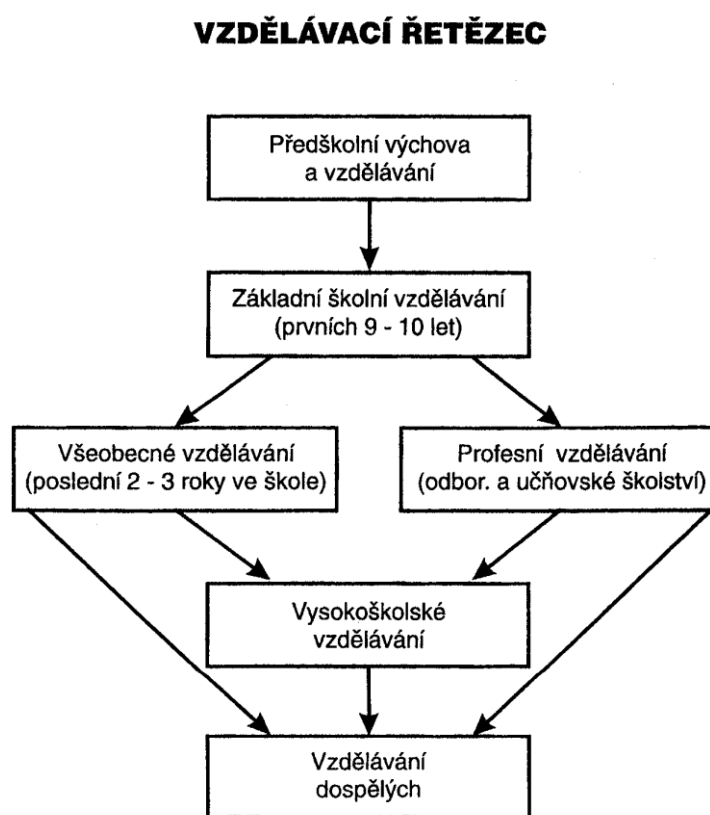 VZDĚLÁVACÍ ŘETĚZEC
Předškolní výchova
a vzdělávání
Základní školní vzdělávání
(prvních 9 - 10 let)
Všeobecné vzdělávání
(poslední 2 - 3 roky ve škole)
Profesní vzdělávání
(odbor. a učňovské školství)
Vysokoškolské
vzdělávání
Vzdělávání
dospělých